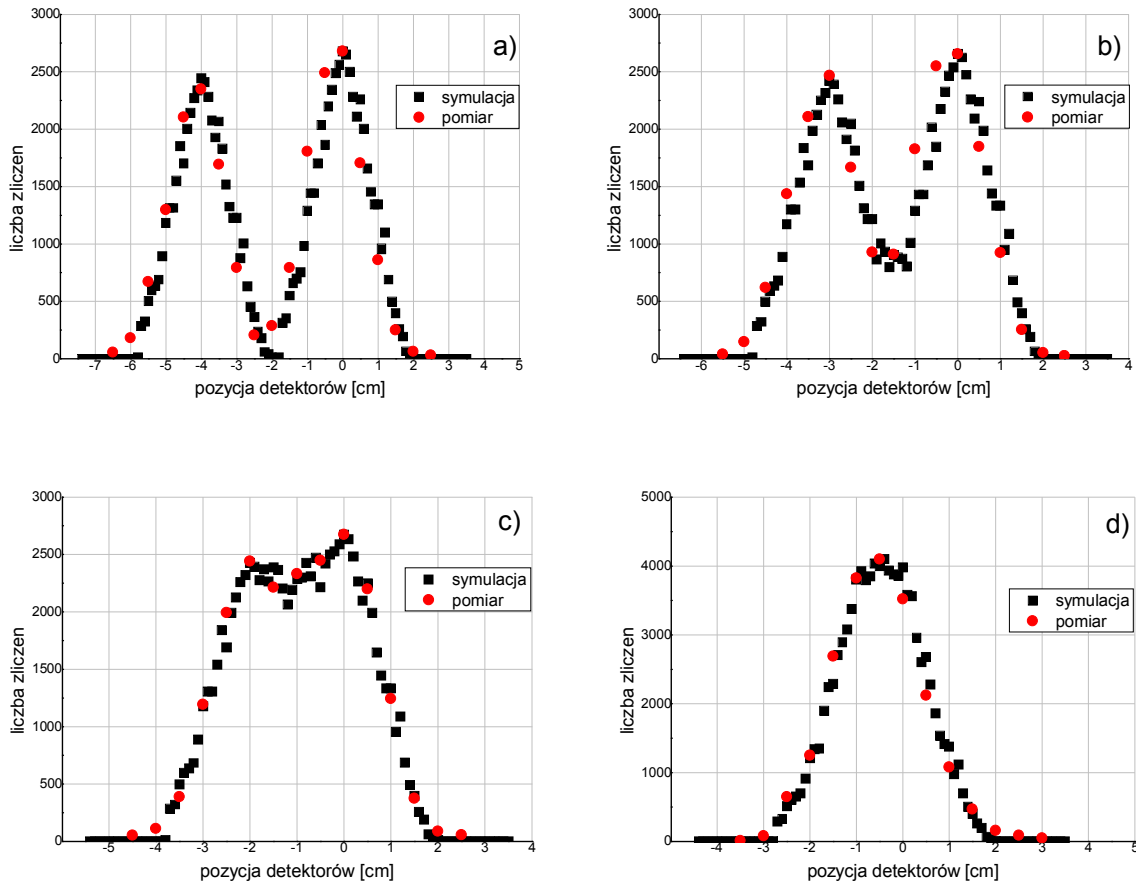 a)
3000
2500
2000
1500
1000
500
0
liczba zliczen
symulacja
pomiar
-7 -6 -5 -4 -3 -2 -1 0 1 2 3 4 5
pozycja detektorów [cm]
b)
3000
2500
2000
1500
1000
500
0
liczba zliczen
symulacja
pomiar
-6 -5 -4 -3 -2 -1 0 1 2 3 4
pozycja detektorów [cm]
c)
3000
2500
2000
1500
1000
500
0
liczba zliczen
symulacja
pomiar
-5 -4 -3 -2 -1 0 1 2 3 4
pozycja detektorów [cm]
d)
5000
4000
3000
2000
1000
0
liczba zliczen
symulacja
pomiar
-4 -3 -2 -1 0 1 2 3 4 5
pozycja detektorów [cm]